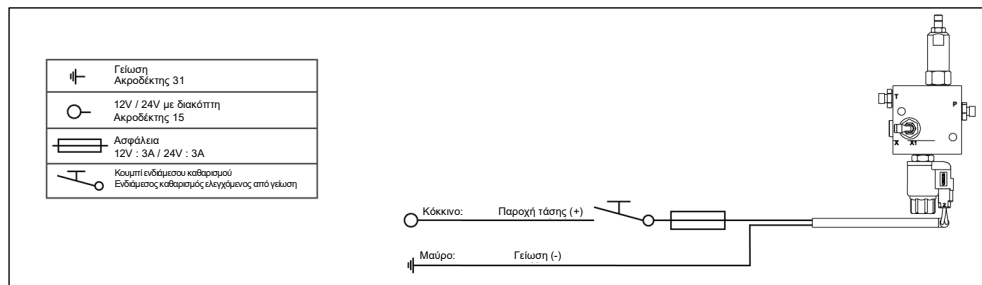 Γείωση
Ακροδέκτης 31
12V / 24V με διακόπτη
Ακροδέκτης 15
Ασφάλεια
12V : 3A / 24V : 3A
Κουμπί ενδιάμεσου καθαρισμού
Ενδιάμεσος καθαρισμός ελεγχόμενος από γείωση
T
P
X X1
Κόκκινο: Παροχή τάσης (+)
Μαύρο: Γείωση (-)